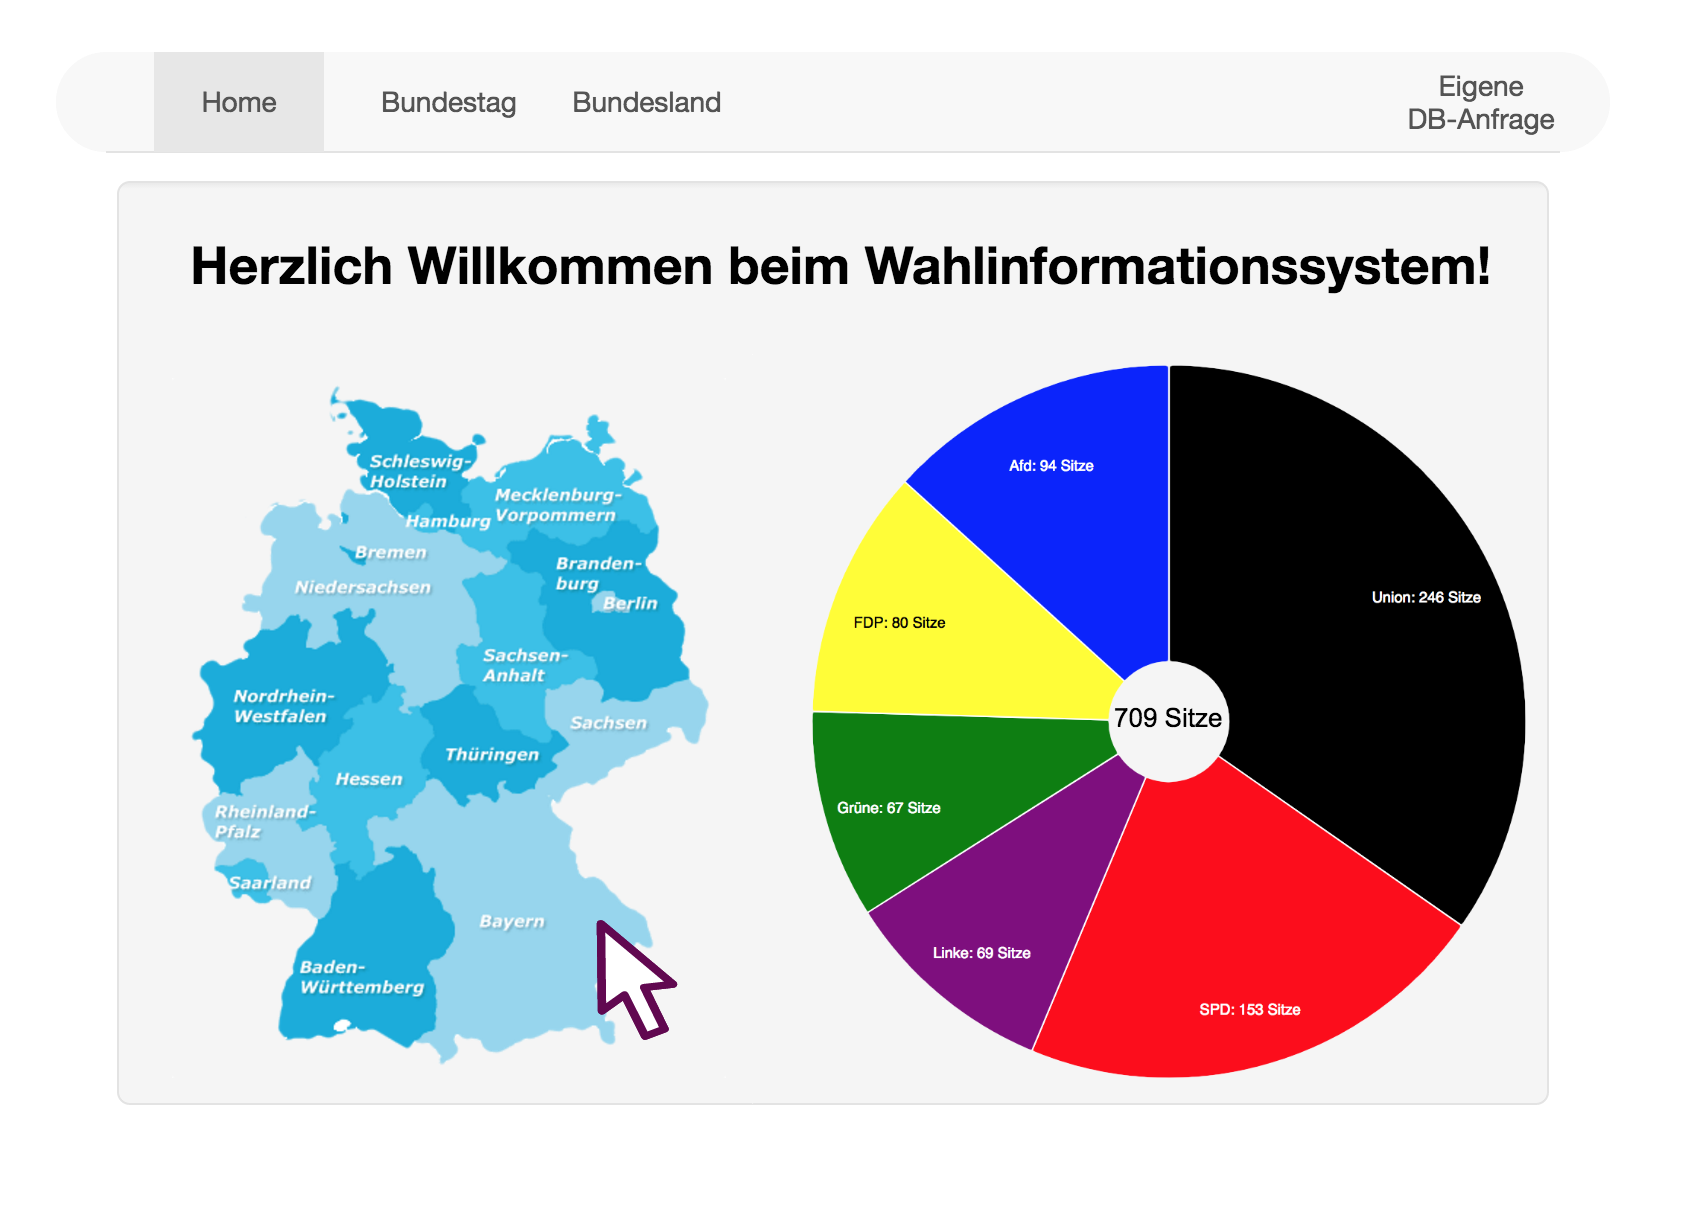 Home
Bundestag
Bundesland
Eigene
DB-Anfrage
Herzlich Willkommen beim Wahlinformationssystem!
Schleswig-
Holstein
Mecklenburg-
Vorpommern
Hamburg
Bremen
Niedersachsen
Branden-
burg
Berlin
Sachsen-
Anhalt
Nordrhein-
Westfalen
Sachsen
Thüringen
Hessen
Rheinland-
Pfalz
Saarland
Bayern
Baden-
Württemberg
Afd: 94 Sitze
Union: 246 Sitze
FDP: 80 Sitze
709 Sitze
Grüne: 67 Sitze
Linke: 69 Sitze
SPD: 153 Sitze